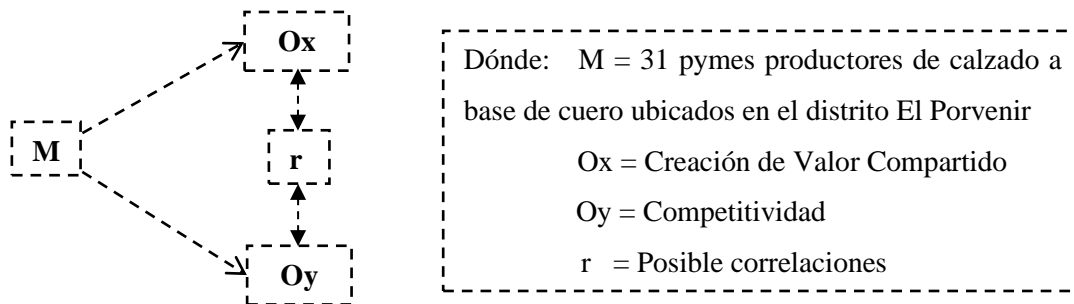 Ox
M
r
Oy
Dónde: M = 31 pymes productores de calzado a
base de cuero ubicados en el distrito El Porvenir
Ox = Creación de Valor Compartido
Oy = Competitividad
r = Posible correlaciones